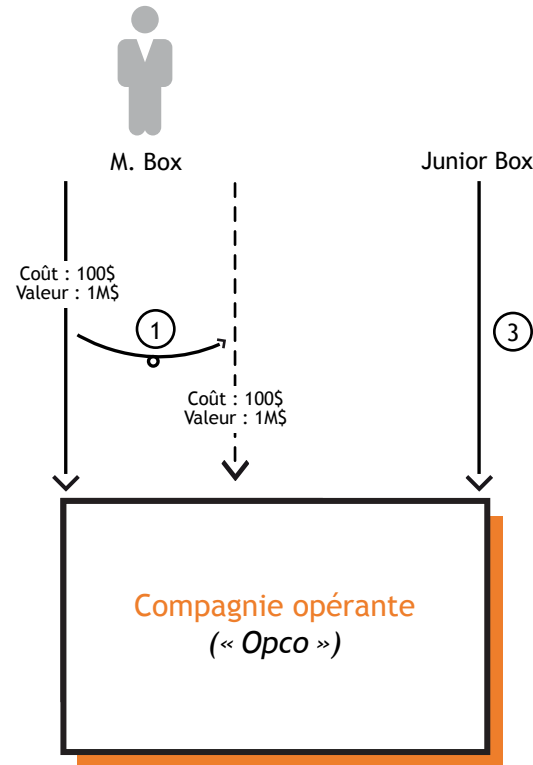 M. Box
Junior Box
Coût : 100$
Valeur : 1M$
1
3
Coût : 100$
Valeur : 1M$
Compagnie opérante
(« Opco »)